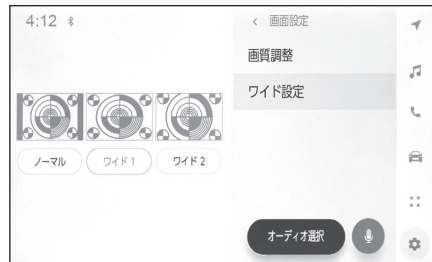 4:12
< 画面設定
画質調整
ワイド設定
ノーマル
ワイド 1
ワイド 2
オーディオ選択